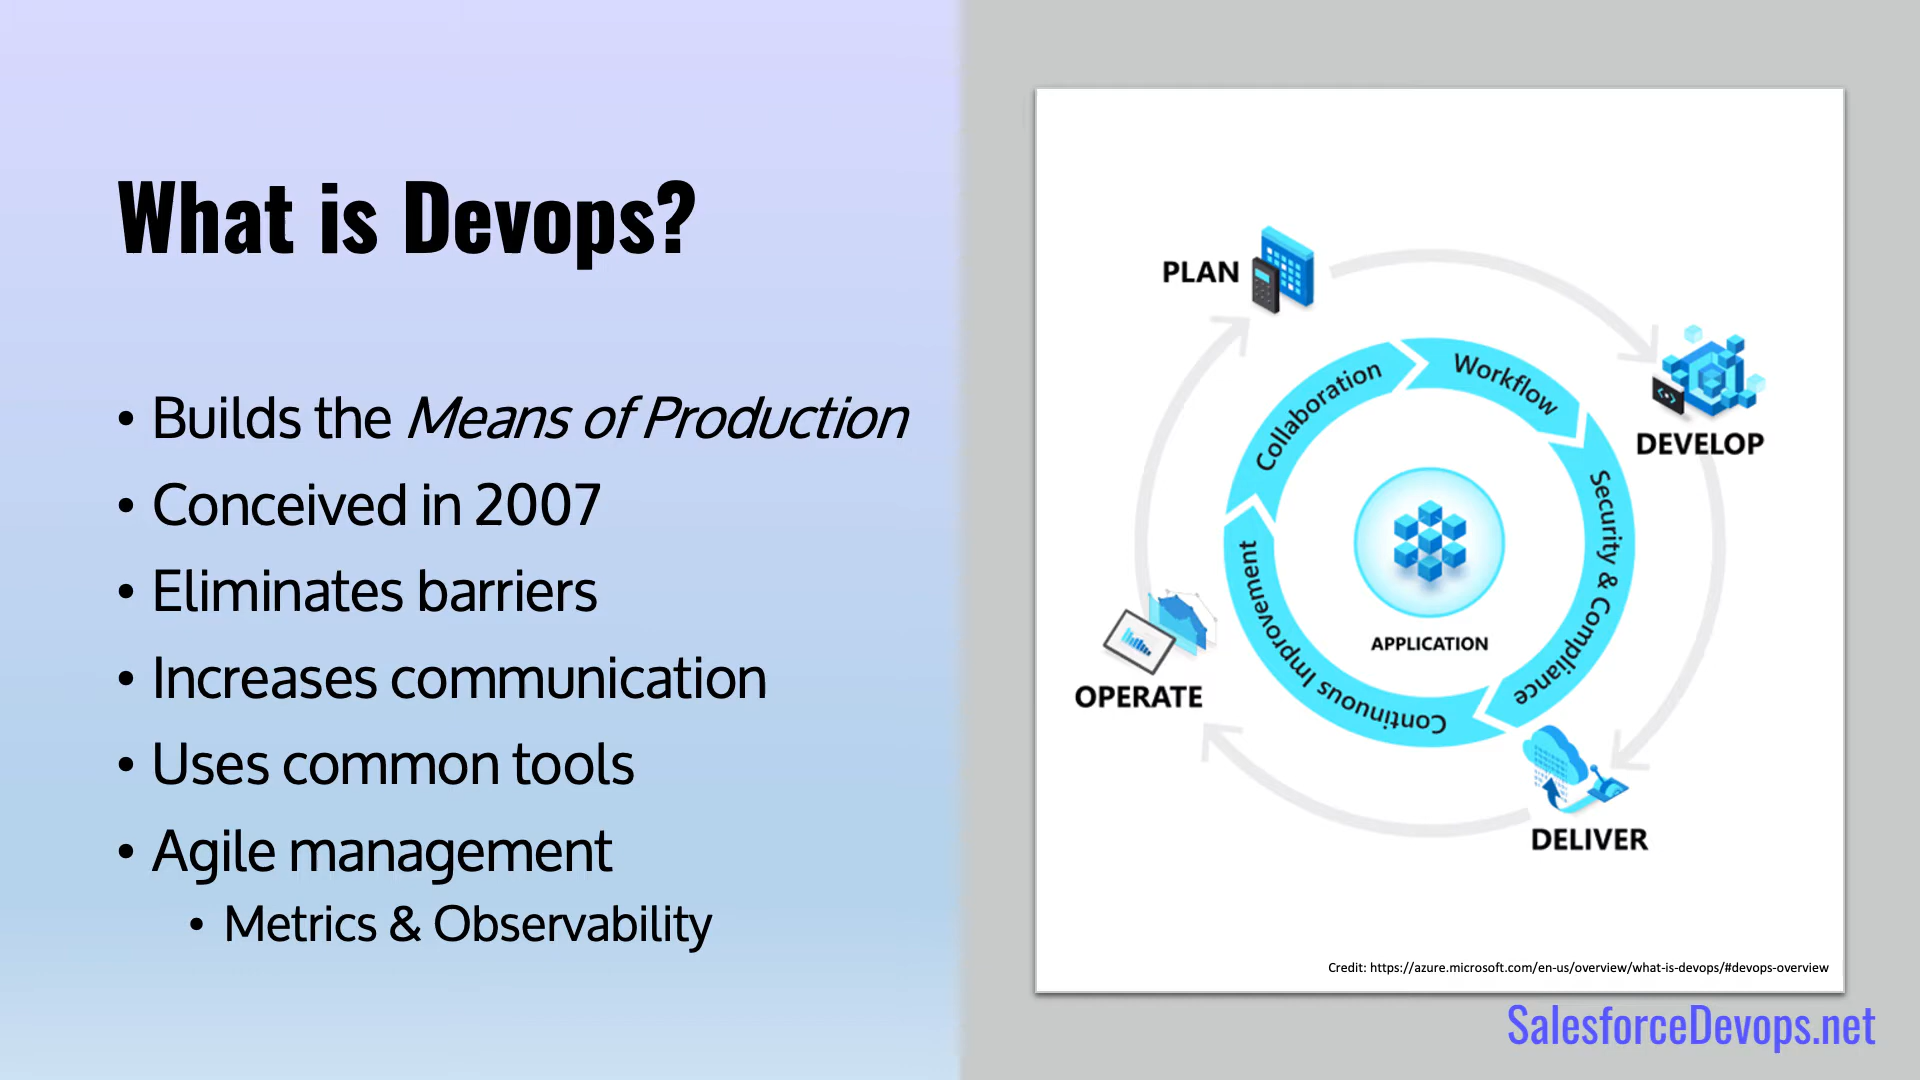 What is Devops?
• Builds the Means of Production
• Conceived in 2007
• Eliminates barriers
• Increases communication
• Uses common tools
• Agile management
• Metrics & Observability
PLAN
DEVELOP
DELIVER
OPERATE
Collaboration
Workflow
Security & Compliance
Continuous Improvement
APPLICATION
Credit: https://azure.microsoft.com/en-us/overview/what-is-devops/#devops-overview
SalesforceDevops.net